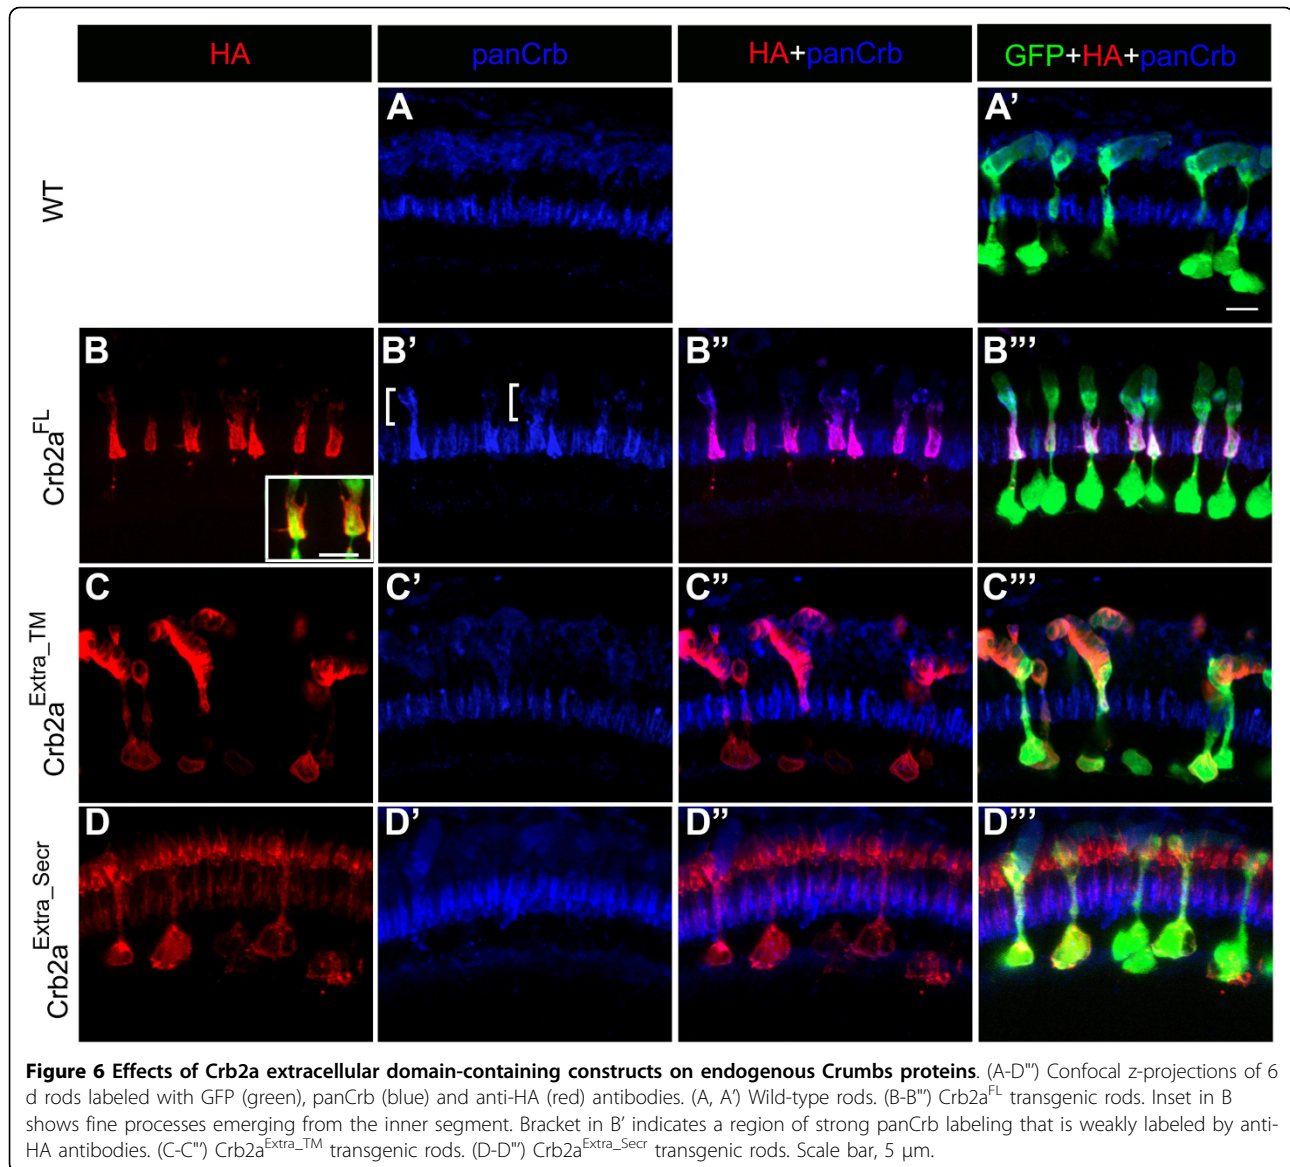 HA
panCrb
HA+panCrb
GFP+HA+panCrb
WT
A
A'
Crb2a^FL
B
B'
B''
B'''
Crb2a^Extra_TM
C
C'
C''
C'''
Crb2a^Extra_Secr
D
D'
D''
D'''
Figure 6 Effects of Crb2a extracellular domain-containing constructs on endogenous Crumbs proteins. (A-D''') Confocal z-projections of 6
d rods labeled with GFP (green), panCrb (blue) and anti-HA (red) antibodies. (A, A') Wild-type rods. (B-B''') Crb2a^FL transgenic rods. Inset in B
shows fine processes emerging from the inner segment. Bracket in B' indicates a region of strong panCrb labeling that is weakly labeled by anti-
HA antibodies. (C-C''') Crb2a^Extra_TM transgenic rods. (D-D''') Crb2a^Extra_Secr transgenic rods. Scale bar, 5 μm.